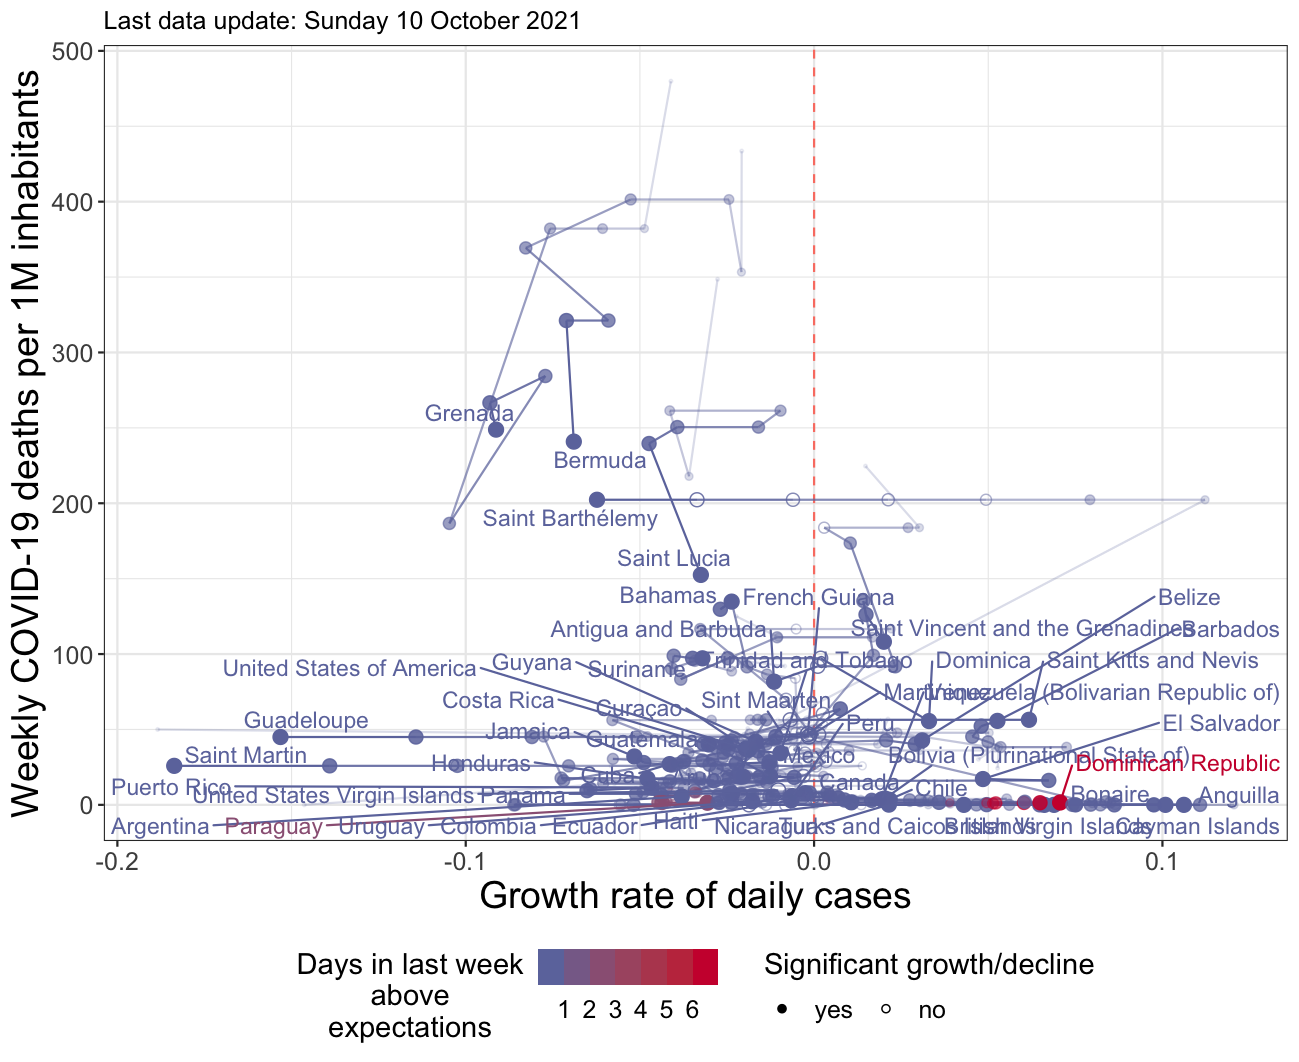 Last data update: Sunday 10 October 2021
Weekly COVID-19 deaths per 1M inhabitants
500
400
300
200
100
0
Grenada
Bermuda
Saint Barthélemy
Saint Lucia
Bahamas
French Guiana
Belize
Antigua and Barbuda
Saint Vincent and the Grenadines
Barbados
United States of America
Guyana
Suriname
Trinidad and Tobago
Dominica
Saint Kitts and Nevis
Costa Rica
Curaçao
Sint Maarten
Martinique
Venezuela (Bolivarian Republic of)
Guadeloupe
Jamaica
Guatemala
Peru
El Salvador
Saint Martin
Honduras
Cuba
Mexico
Bolivia (Plurinational State of)
Dominican Republic
Puerto Rico
United States Virgin Islands
Panama
Canada
Chile
Bonaire
Anguilla
Argentina
Paraguay
Uruguay
Colombia
Ecuador
Haiti
Nicaragua
Turks and Caicos Islands
British Virgin Islands
Cayman Islands
-0.2
-0.1
0.0
0.1
Growth rate of daily cases
Days in last week
above
expectations
1 2 3 4 5 6
Significant growth/decline
yes
no